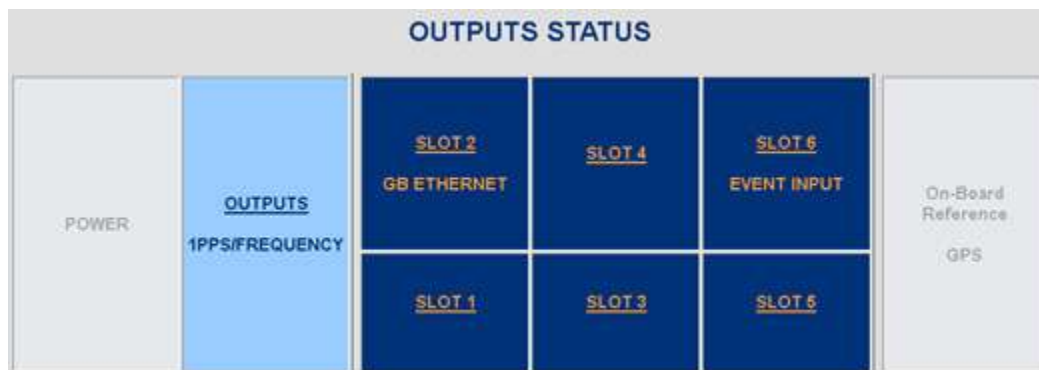 OUTPUTS STATUS
POWER
OUTPUTS
1PPS/FREQUENCY
SLOT 2
GB ETHERNET
SLOT 4
SLOT 6
EVENT INPUT
SLOT 1
SLOT 3
SLOT 5
On-Board
Reference
GPS